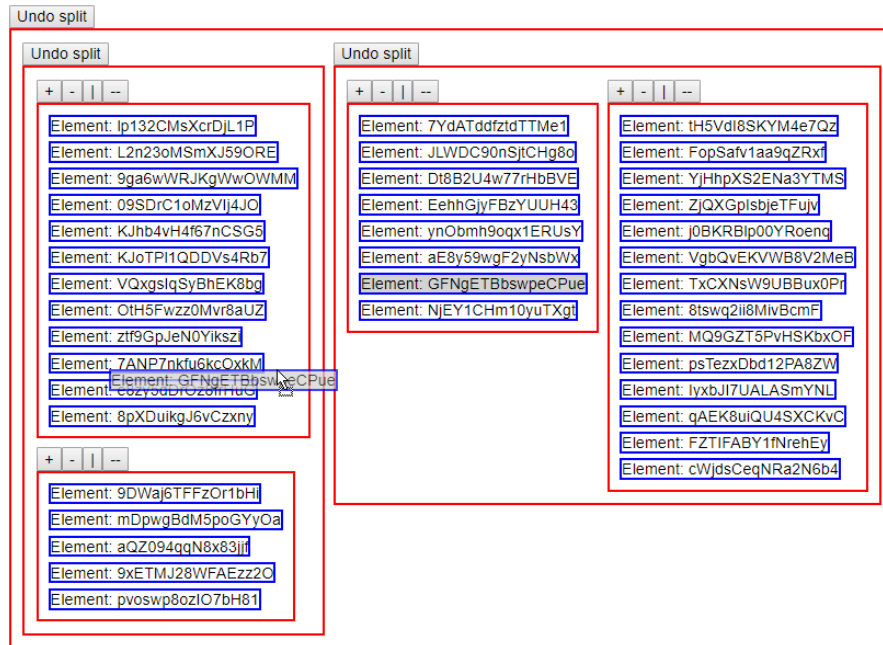 Undo split
Undo split
+ - | --
Element: lp132CMsXcrDjL1P
Element: L2n23oMSmXJ59ORE
Element: 9ga6wWRJKgWwOWMM
Element: 09SDrC1oMzVlj4JO
Element: KJhb4vH4f67nCSG5
Element: KJoTPl1QDDVs4Rb7
Element: VQxgsIqSyBhEK8bg
Element: OtH5Fwzz0Mvr8aUZ
Element: ztf9GpJeN0Yikszi
Element: 7ANP7nkfu6kcOxkM
Element: GFNgETBbswpeCPue
Element:
Element: 8pXDuikgJ6vCzxny
+ - | --
Element: 9DWaj6TFFzOr1bHi
Element: mDpwgBdM5poGYyOa
Element: aQZ094qqN8x83jjf
Element: 9xETMJ28WFAEzz2O
Element: pvoswp8ozIO7bH81
Undo split
+ - | --
Element: 7YdATddfztdTTMe1
Element: JLWDC90nSjtCHg8o
Element: Dt8B2U4w77rHbBVE
Element: EehhGjyFBzYUUH43
Element: ynObmh9oqx1ERUsY
Element: aE8y59wgF2yNsbWx
Element: GFNgETBbswpeCPue
Element: NjEY1CHm10yuTXgt
+ - | --
Element: tH5VdI8SKYM4e7Qz
Element: FopSafv1aa9qZRxf
Element: YjHhpXS2ENa3YTMS
Element: ZjQXGpIsbjeTFujv
Element: j0BKRBlp00YRoenq
Element: VgbQvEKVWB8V2MeB
Element: TxCXNsW9UBBux0Pr
Element: 8tswq2ii8MivBcmF
Element: MQ9GZT5PvHSKbxOF
Element: psTezxDbd12PA8ZW
Element: IyxbJI7UALASmYNL
Element: qAEK8uiQU4SXCKvC
Element: FZTIFABY1fNrehEy
Element: cWjdsCeqNRa2N6b4